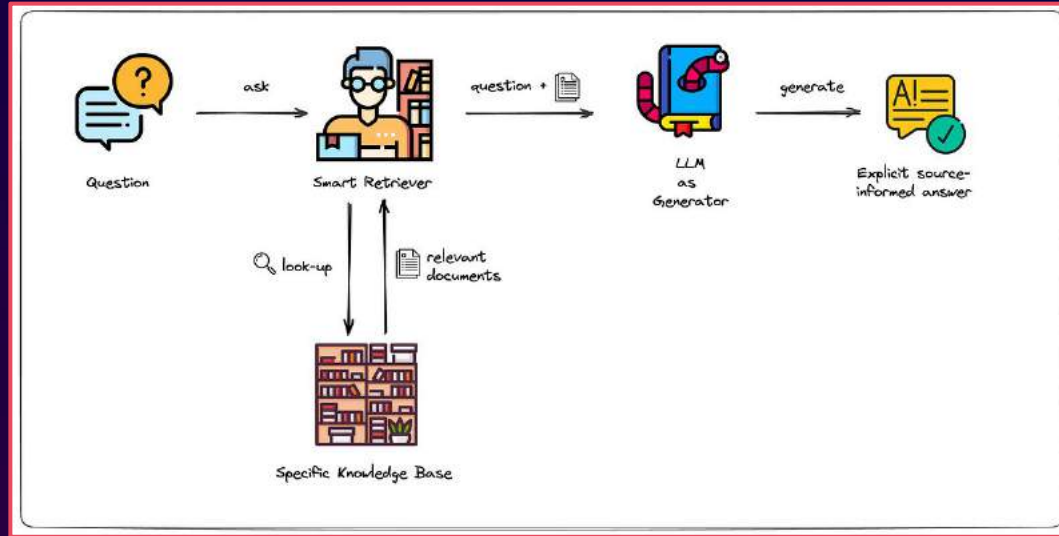 ?
ask
question +
generate
A!
Question
Smart Retriever
LLM
as
Generator
Explicit source-
informed answer
look-up
relevant
documents
Specific Knowledge Base